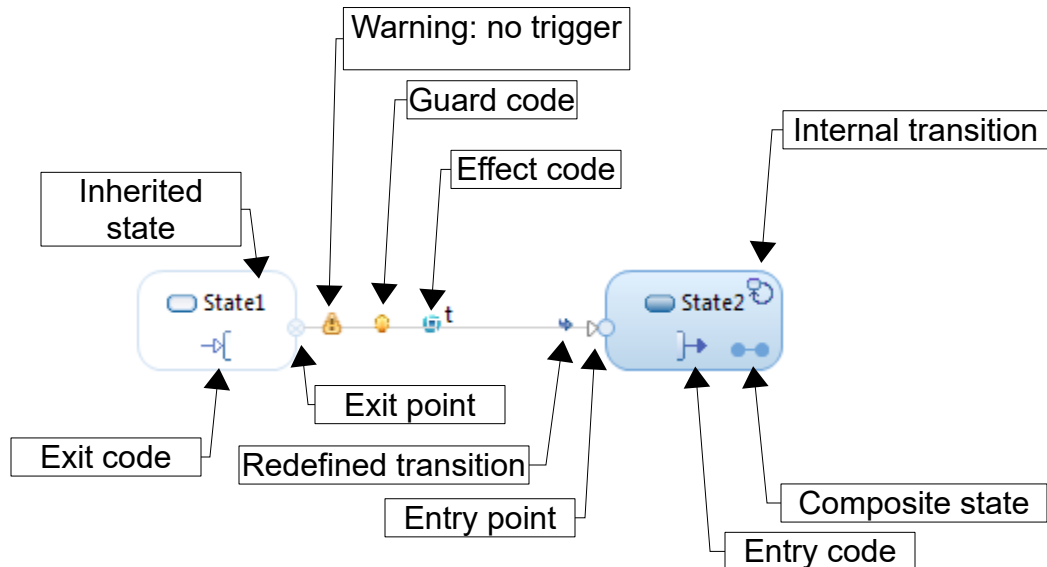 Warning: no trigger
Guard code
Internal transition
Effect code
Inherited
state
State1
t
State2
Exit point
Exit code
Redefined transition
Entry point
Composite state
Entry code